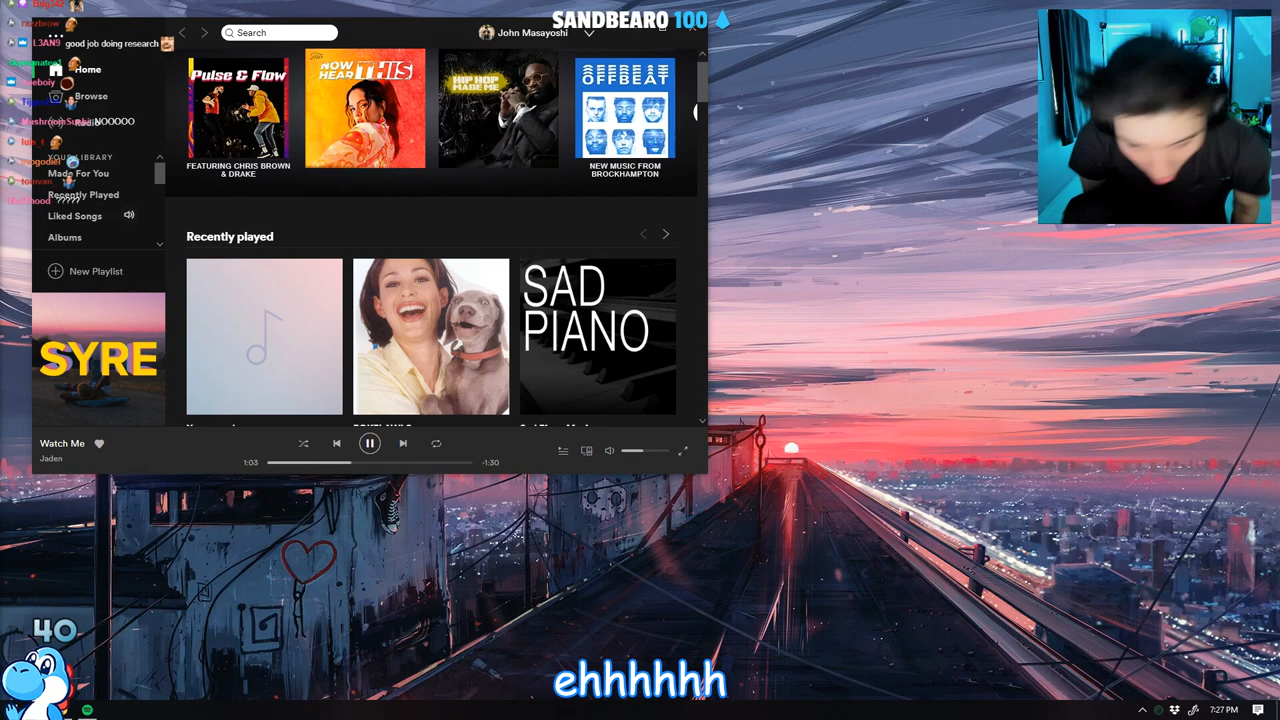 SANDBEARO 100
Search
John Masayoshi
L3AN9 good job doing research
Home
Browse
NOOOOO
YOUR LIBRARY
Made For You
Recently Played
?????
Liked Songs
Albums
New Playlist
SYRE
Pulse & Flow
FEATURING CHRIS BROWN
& DRAKE
NOW
HEAR THIS
HIP HOP
MADE ME
OFFBEAT
NEW MUSIC FROM
BROCKHAMPTON
Recently played
SAD
PIANO
Watch Me
Jaden
1:03
-1:30
40
ehhhhhh
7:27 PM